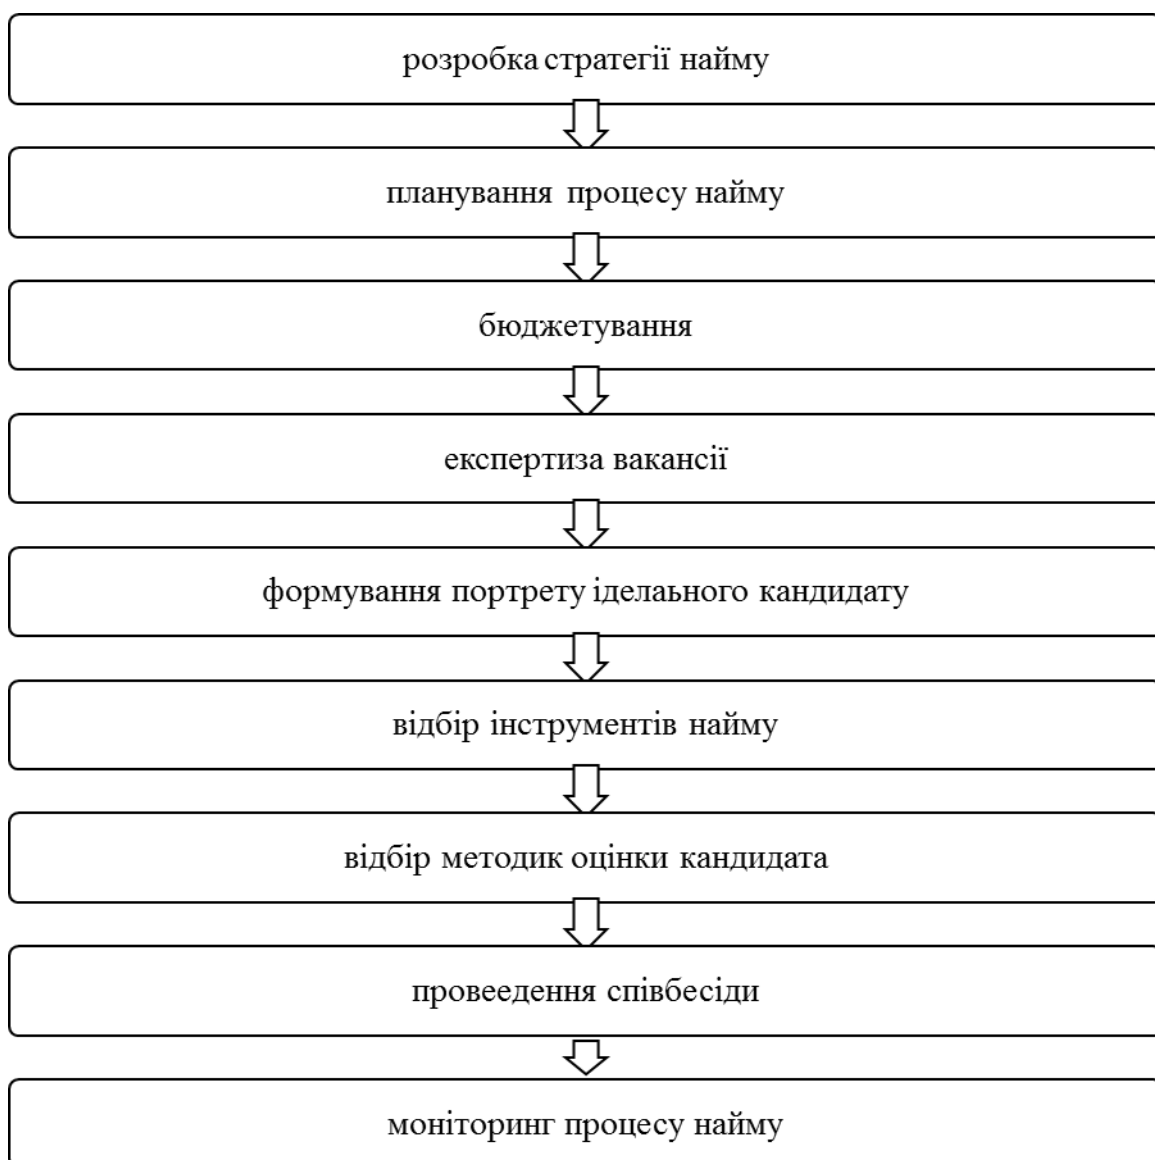 розробка стратегії найму
планування процесу найму
бюджетування
експертиза вакансії
формування портрету іделаьного кандидату
відбір інструментів найму
відбір методик оцінки кандидата
провеедення співбесіди
моніторинг процесу найму